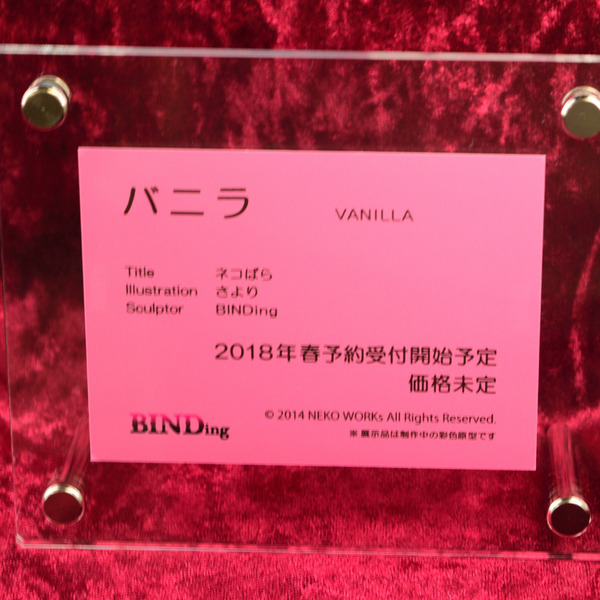 バニラ VANILLA
Title ネコぱら
Illustration さより
Sculptor BINDing
2018年春予約受付開始予定
価格未定
BINDing © 2014 NEKO WORKs All Rights Reserved.
※ 展示品は制作中の彩色原型です